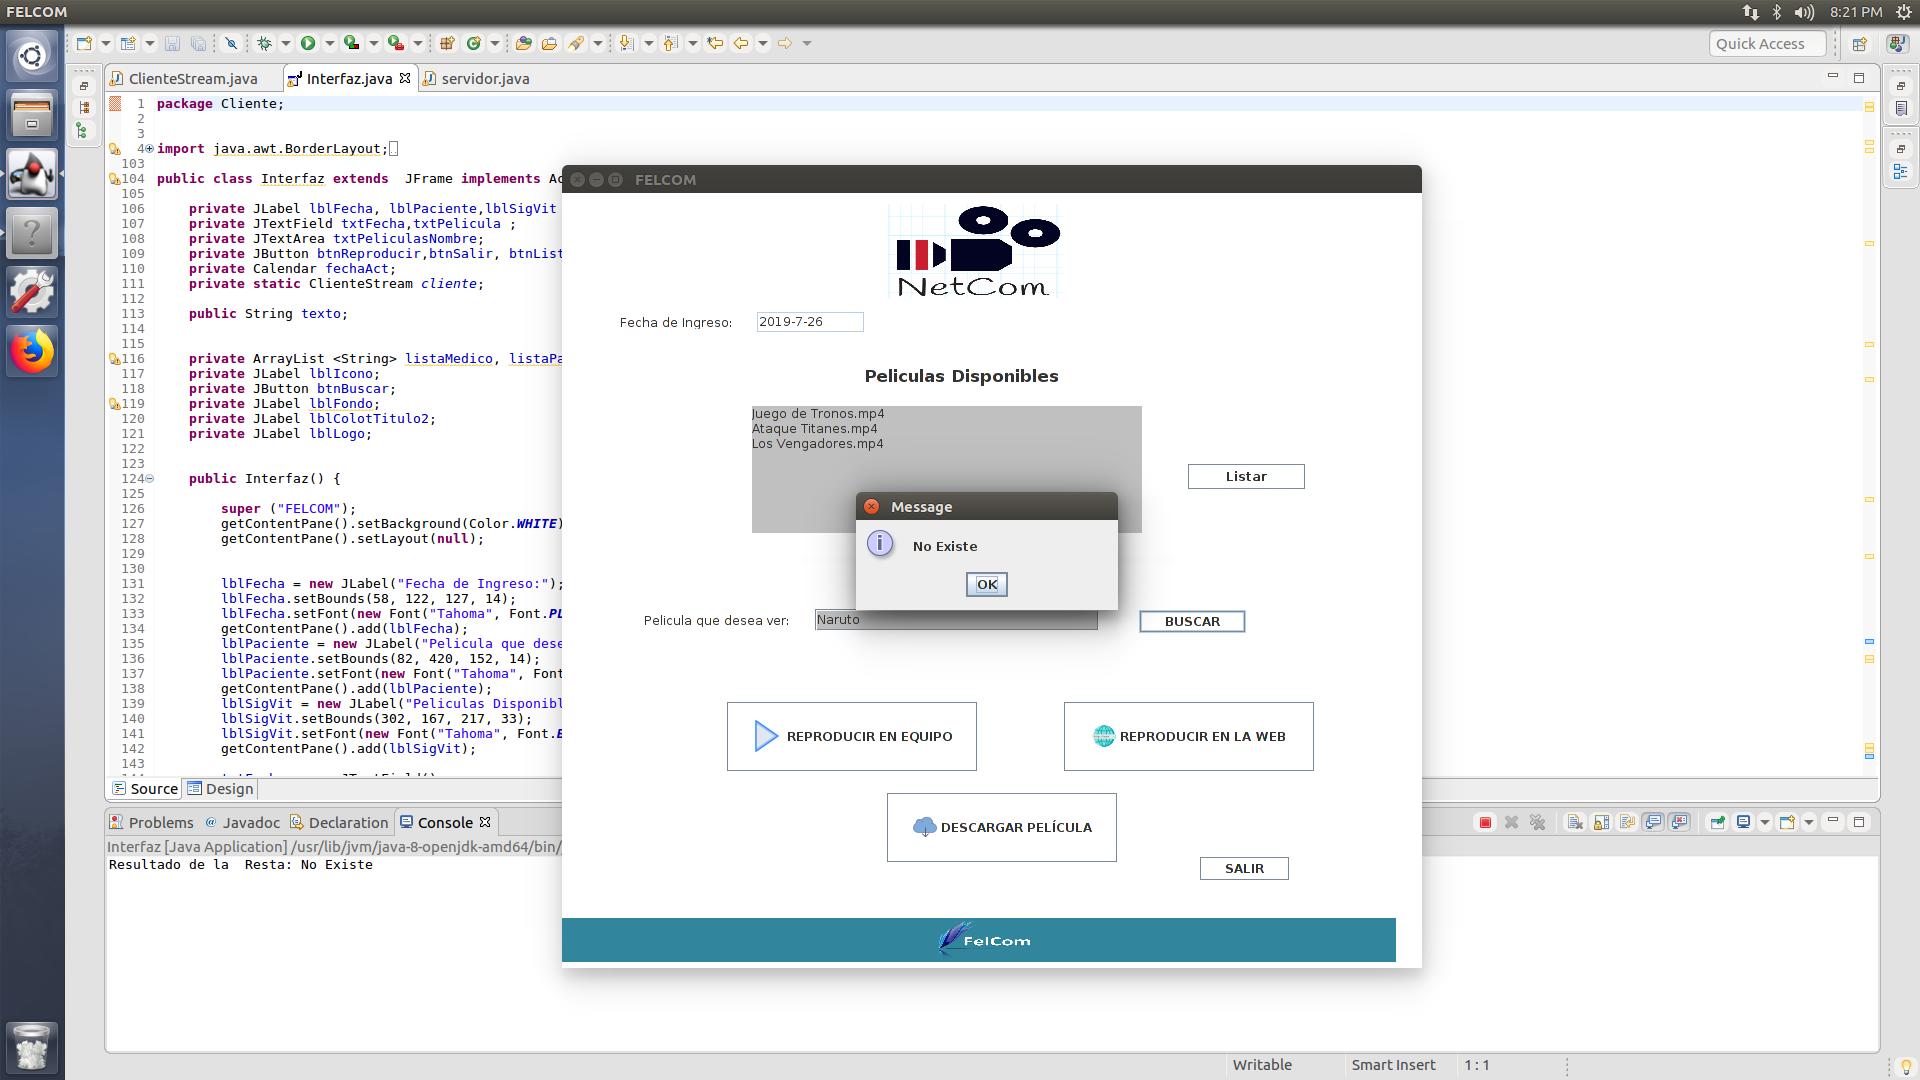 FELCOM
8:21 PM
Quick Access
ClienteStream.java
Interfaz.java
servidor.java
1 package Cliente;
2
3
4 import java.awt.BorderLayout;
103
104 public class Interfaz extends JFrame implements Ac
105
106 private JLabel lblFecha, lblPaciente,lblSigVit
107 private JTextField txtFecha,txtPelicula ;
108 private JTextArea txtPeliculasNombre;
109 private JButton btnReproducir,btnSalir, btnList
110 private Calendar fechaAct;
111 private static ClienteStream cliente;
112
113 public String texto;
114
116 private ArrayList <String> listaMedico, listaPa
117 private JLabel lblIcono;
118 private JButton btnBuscar;
119 private JLabel lblFondo;
120 private JLabel lblColotTitulo2;
121 private JLabel lblLogo;
122
123
124 public Interfaz() {
125
126 super ("FELCOM");
127 getContentPane().setBackground(Color.WHITE)
128 getContentPane().setLayout(null);
129
130
131 lblFecha = new JLabel("Fecha de Ingreso:");
132 lblFecha.setBounds(58, 122, 127, 14);
133 lblFecha.setFont(new Font("Tahoma", Font.PL
134 getContentPane().add(lblFecha);
135 lblPaciente = new JLabel("Pelicula que dese
136 lblPaciente.setBounds(82, 420, 152, 14);
137 lblPaciente.setFont(new Font("Tahoma", Font
138 getContentPane().add(lblPaciente);
139 lblSigVit = new JLabel("Peliculas Disponibl
140 lblSigVit.setBounds(302, 167, 217, 33);
141 lblSigVit.setFont(new Font("Tahoma", Font.B
142 getContentPane().add(lblSigVit);
143
Source
Design
FELCOM
NetCom
Fecha de Ingreso:
2019-7-26
Peliculas Disponibles
Juego de Tronos.mp4
Ataque Titanes.mp4
Los Vengadores.mp4
Listar
Message
No Existe
OK
Pelicula que desea ver:
Naruto
BUSCAR
REPRODUCIR EN EQUIPO
REPRODUCIR EN LA WEB
DESCARGAR PELÍCULA
SALIR
FelCom
Problems
Javadoc
Declaration
Console
Interfaz [Java Application] /usr/lib/jvm/java-8-openjdk-amd64/bin/
Resultado de la Resta: No Existe
Writable
Smart Insert
1 : 1